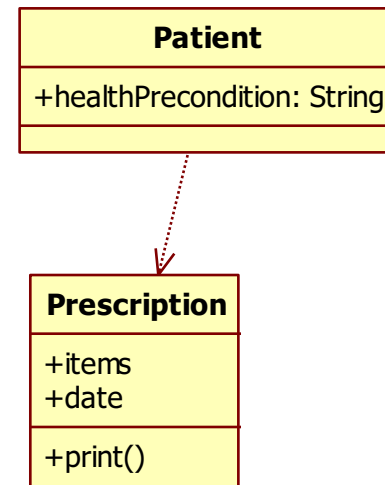 Patient
+healthPrecondition: String
Prescription
+items
+date
+print()